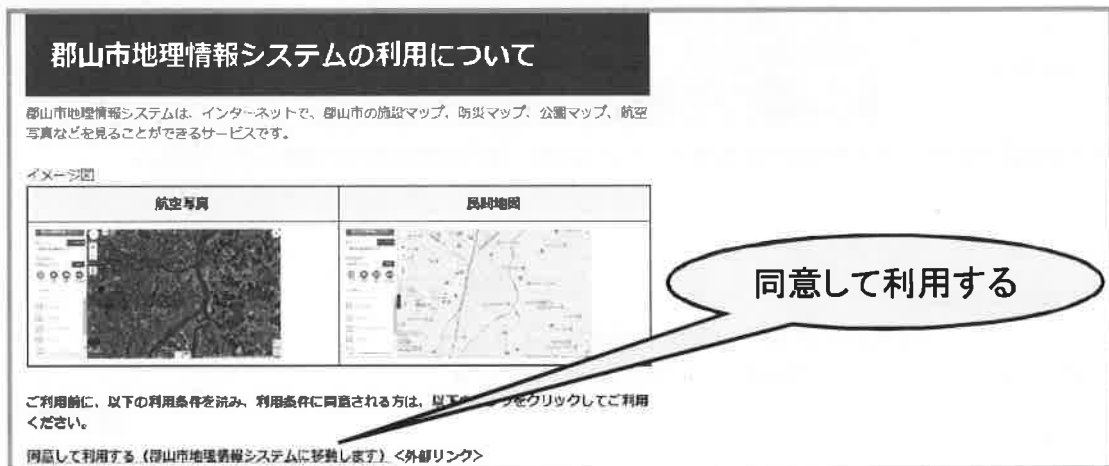 郡山市地理情報システムの利用について
郡山市地理情報システムは、インターネットで、郡山市の施設マップ、防災マップ、公園マップ、航空
写真などを見ることができるサービスです。
イメージ図
航空写真
民間地図
同意して利用する
ご利用前に、以下の利用条件を読み、利用条件に同意される方は、以下の をクリックしてご利用
ください。
同意して利用する（郡山市地理情報システムに移動します）<外部リンク>